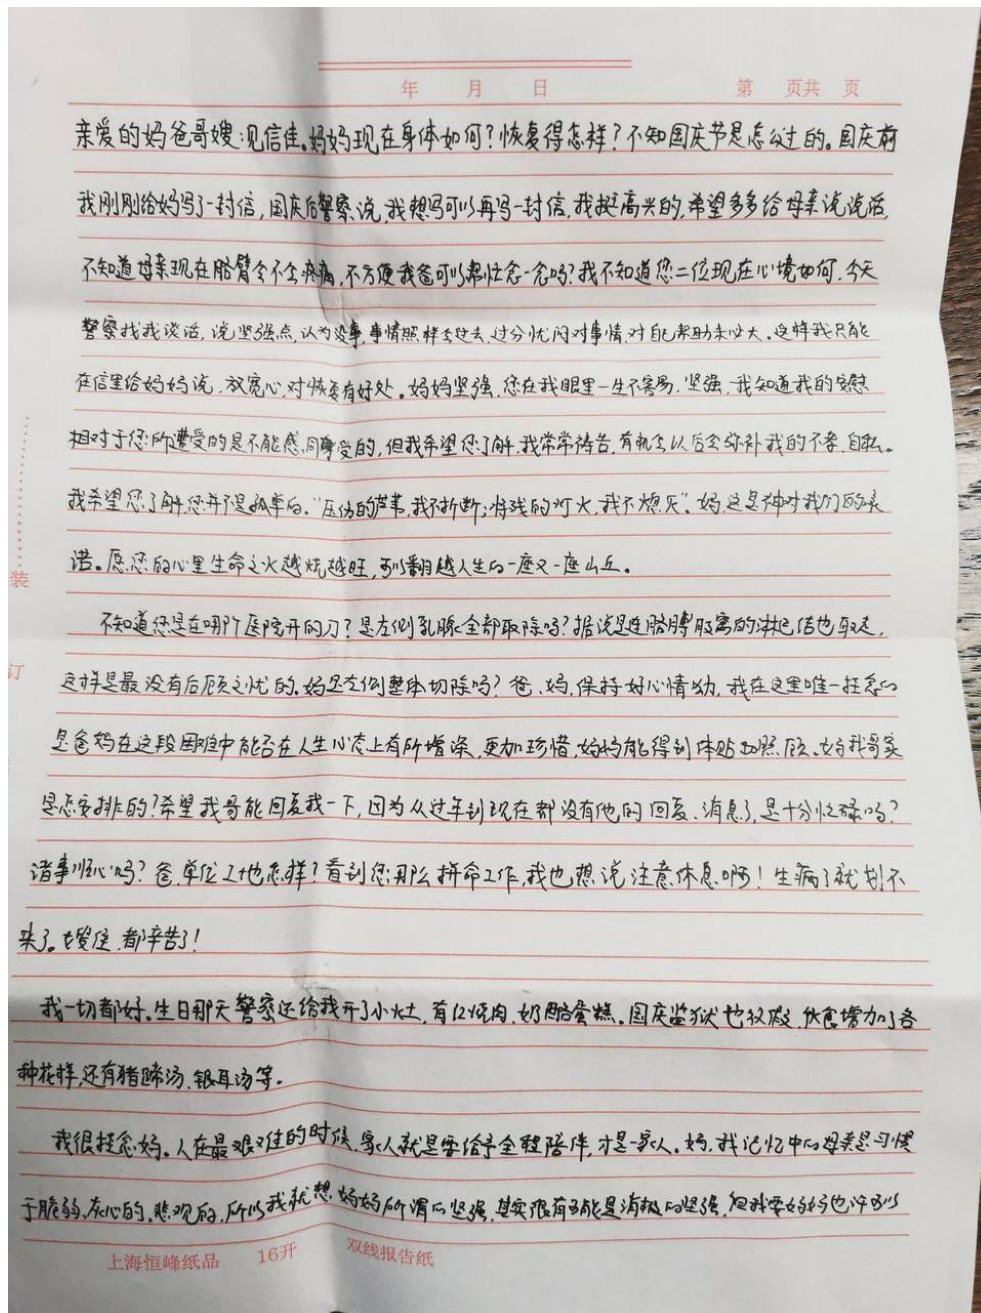 年 月 日 第 页共 页
亲爱的妈爸哥嫂:见信佳。妈妈现在身体如何?恢复得怎样?不知国庆节是怎么过的。国庆前
我刚刚给妈写了一封信,国庆后警察说,我想写可以再写一封信,我挺高兴的,希望多多给母亲说说话,
不知道母亲现在胳臂会不会疼痛,不方便我爸可以帮忙念一念吗?我不知道您二位现在心境如何,今天
警察找我谈话,说坚强点,认为没事,事情照样会过去,过分忧闷对事情,对自己帮助未必大。这样我只能
在信里给妈妈说,放宽心,对恢复有好处。妈妈坚强,您在我眼里一生不容易,坚强,我知道我的安慰
相对于您所遭受的是不能感同身受的,但我希望您了解,我常常祷告,有机会以后会弥补我的不孝,自私。
我希望您了解,您并不是孤单的。“压伤的芦苇,我不折断;将残的灯火,我不熄灭”。妈,这是神对我们的承
诺。愿您的心里生命之火越烧越旺,可以翻越人生的一座又一座山丘。
不知道您是在哪个医院开的刀?是左侧乳腺全部取除吗?据说是连胳膊肢窝的淋巴结也取走,
这样是最没有后顾之忧的。妈是左侧整体切除吗?爸、妈,保持好心情,我在这里唯一挂念的
是爸妈在这段困难中能否在人生心态上有所增添,更加珍惜,妈妈能得到体贴的照顾。妈我哥家
是怎安排的?希望我哥能回复我一下,因为从过年到现在都没有他的回复、消息了,是十分忙碌吗?
诸事顺心吗?爸,单位工地怎样?看到您那么拼命工作,我也想说注意休息啊!生病了就划不
来了。嫂侄,都辛苦了!
我一切都好。生日那天警察还给我开了小灶,有红烧肉、奶酪蛋糕。国庆监狱也很放,伙食增加了各
种花样,还有猪蹄汤、银耳汤等。
我很挂念妈。人在最艰难的时候,家人就是要给予全程陪伴,才是一家人。妈,我记忆中的母亲是习惯
于脆弱、灰心的,悲观的,所以我就想妈妈所谓的坚强,其实很有可能是消极的坚强,但我要妈妈也许可以
上海恒峰纸品 16开 双线报告纸
装
订